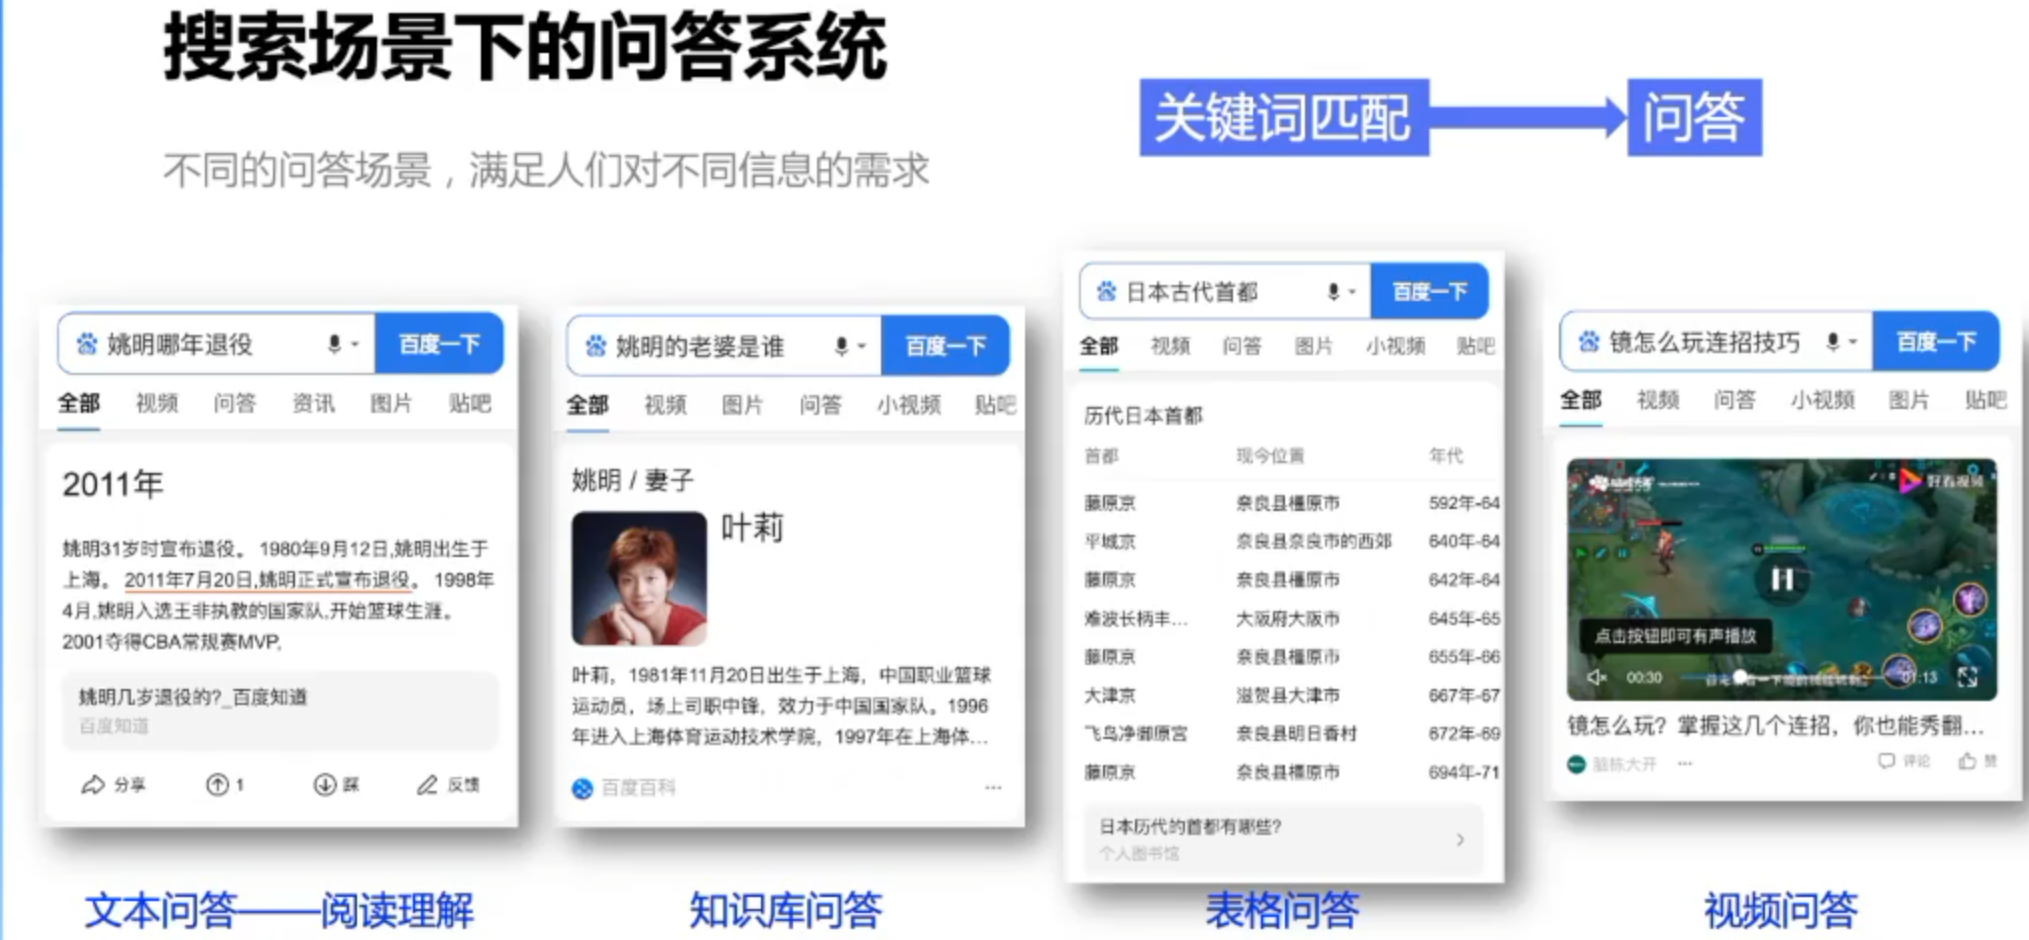 搜索场景下的问答系统
不同的问答场景，满足人们对不同信息的需求
关键词匹配
问答
姚明哪年退役
百度一下
全部 视频 问答 资讯 图片 贴吧
2011年
姚明31岁时宣布退役。 1980年9月12日,姚明出生于
上海。 2011年7月20日,姚明正式宣布退役。 1998年
4月,姚明入选王非执教的国家队,开始篮球生涯。
2001夺得CBA常规赛MVP。
姚明几岁退役的?_百度知道
百度知道
分享 1 踩 反馈
文本问答——阅读理解
姚明的老婆是谁
百度一下
全部 视频 图片 问答 小视频 贴吧
姚明 / 妻子
叶莉
叶莉，1981年11月20日出生于上海，中国职业篮球
运动员，场上司职中锋，效力于中国国家队。1996
年进入上海体育运动技术学院，1997年在上海体...
百度百科
知识库问答
日本古代首都
百度一下
全部 视频 问答 图片 小视频 贴吧
历代日本首都
首都 现今位置 年代
藤原京 奈良县橿原市 592年-64
平城京 奈良县奈良市的西郊 640年-64
藤原京 奈良县橿原市 642年-64
难波长柄丰... 大阪府大阪市 645年-65
藤原京 奈良县橿原市 655年-66
大津京 滋贺县大津市 667年-67
飞鸟净御原宫 奈良县明日香村 672年-69
藤原京 奈良县橿原市 694年-71
日本历代的首都有哪些?
个人图书馆
表格问答
镜怎么玩连招技巧
百度一下
全部 视频 问答 小视频 图片 贴吧
好看视频
点击按钮即可有声播放
00:30
01:13
镜怎么玩？掌握这几个连招，你也能秀翻...
脑栋大开 ... 评论 赞
视频问答